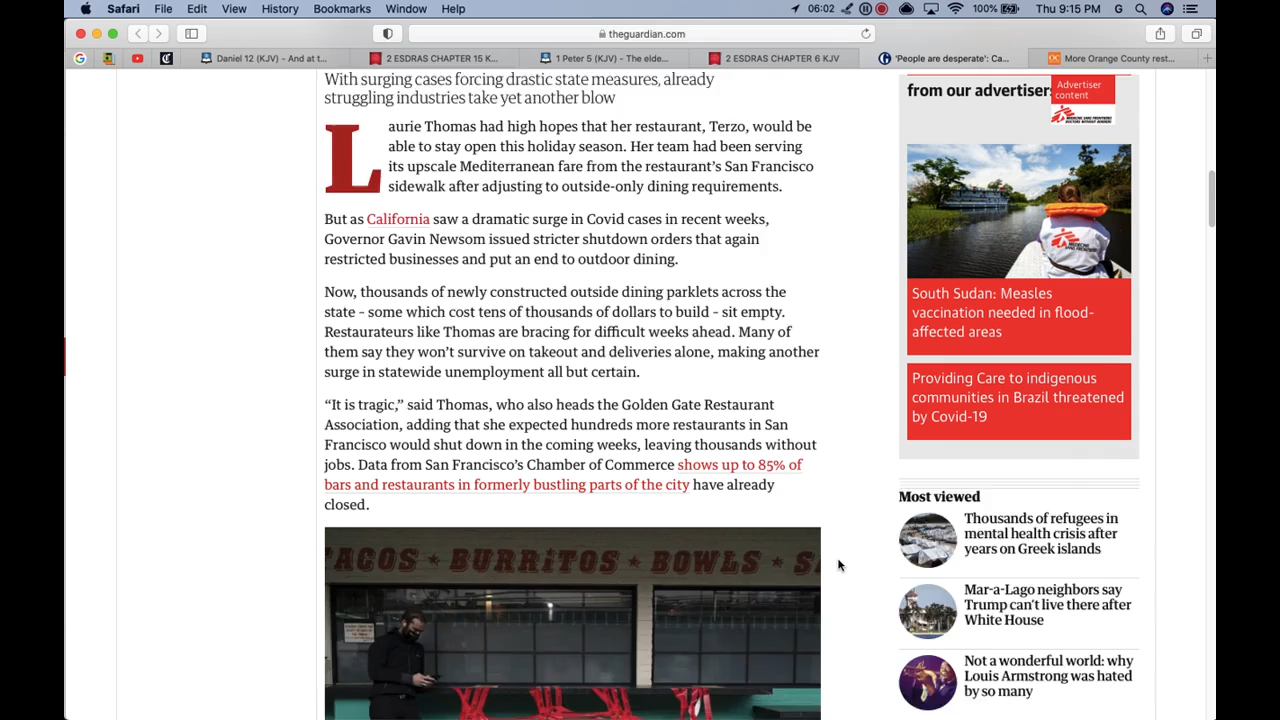 Safari File Edit View History Bookmarks Window Help 06:02 100% Thu 9:15 PM G
theguardian.com
Daniel 12 (KJV) - And at t... 2 ESDRAS CHAPTER 15 K... 1 Peter 5 (KJV) - The elde... 2 ESDRAS CHAPTER 6 KJV 'People are desperate': Ca... More Orange County rest...
With surging cases forcing drastic state measures, already
struggling industries take yet another blow
Laurie Thomas had high hopes that her restaurant, Terzo, would be
able to stay open this holiday season. Her team had been serving
its upscale Mediterranean fare from the restaurant's San Francisco
sidewalk after adjusting to outside-only dining requirements.
But as California saw a dramatic surge in Covid cases in recent weeks,
Governor Gavin Newsom issued stricter shutdown orders that again
restricted businesses and put an end to outdoor dining.
Now, thousands of newly constructed outside dining parklets across the
state – some which cost tens of thousands of dollars to build – sit empty.
Restaurateurs like Thomas are bracing for difficult weeks ahead. Many of
them say they won't survive on takeout and deliveries alone, making another
surge in statewide unemployment all but certain.
“It is tragic,” said Thomas, who also heads the Golden Gate Restaurant
Association, adding that she expected hundreds more restaurants in San
Francisco would shut down in the coming weeks, leaving thousands without
jobs. Data from San Francisco's Chamber of Commerce shows up to 85% of
bars and restaurants in formerly bustling parts of the city have already
closed.
TACOS * BURRITOS * BOWLS * SA
from our advertisers
Advertiser
content
South Sudan: Measles
vaccination needed in flood-
affected areas
Providing Care to indigenous
communities in Brazil threatened
by Covid-19
Most viewed
Thousands of refugees in
mental health crisis after
years on Greek islands
Mar-a-Lago neighbors say
Trump can't live there after
White House
Not a wonderful world: why
Louis Armstrong was hated
by so many